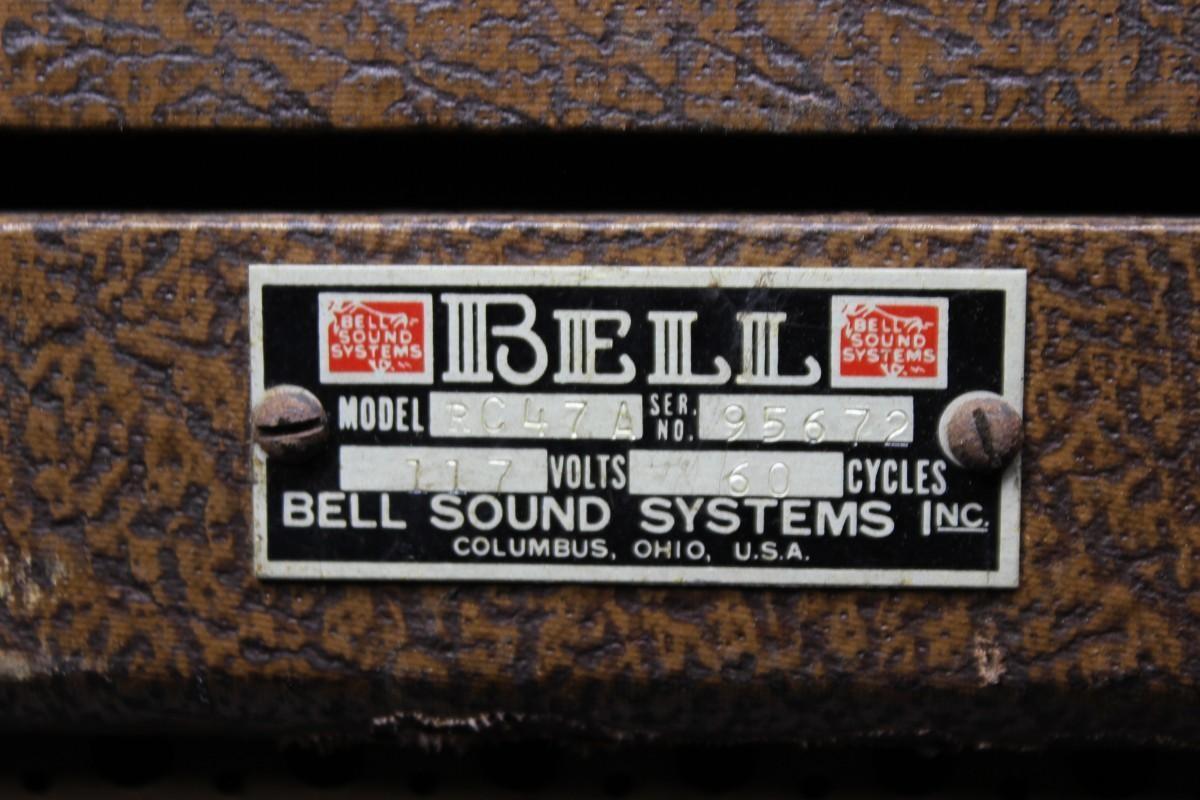 BELL SOUND SYSTEMS
BELL
BELL SOUND SYSTEMS
MODEL RC47A SER. NO. 95672
117 VOLTS 60 CYCLES
BELL SOUND SYSTEMS INC.
COLUMBUS, OHIO, U.S.A.